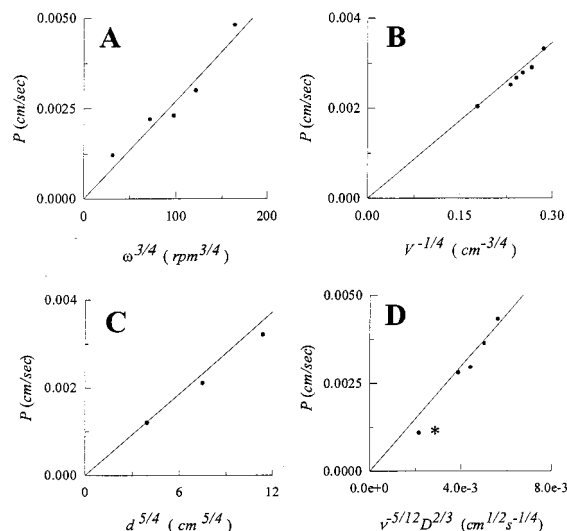 A
0.0050
0.0025
0.0000
P (cm/sec)
0 100 200
ω^3/4 ( rpm^3/4)
B
0.004
0.002
0.000
P (cm/sec)
0.00 0.15 0.30
V^-1/4 ( cm^-3/4)
C
0.004
0.002
0.000
P (cm/sec)
0 6 12
d^5/4 ( cm^5/4)
D
0.0050
0.0025
0.0000
P (cm/sec)
*
0.0e+0 4.0e-3 8.0e-3
ν^-5/12D^2/3 (cm^1/2s^-1/4)